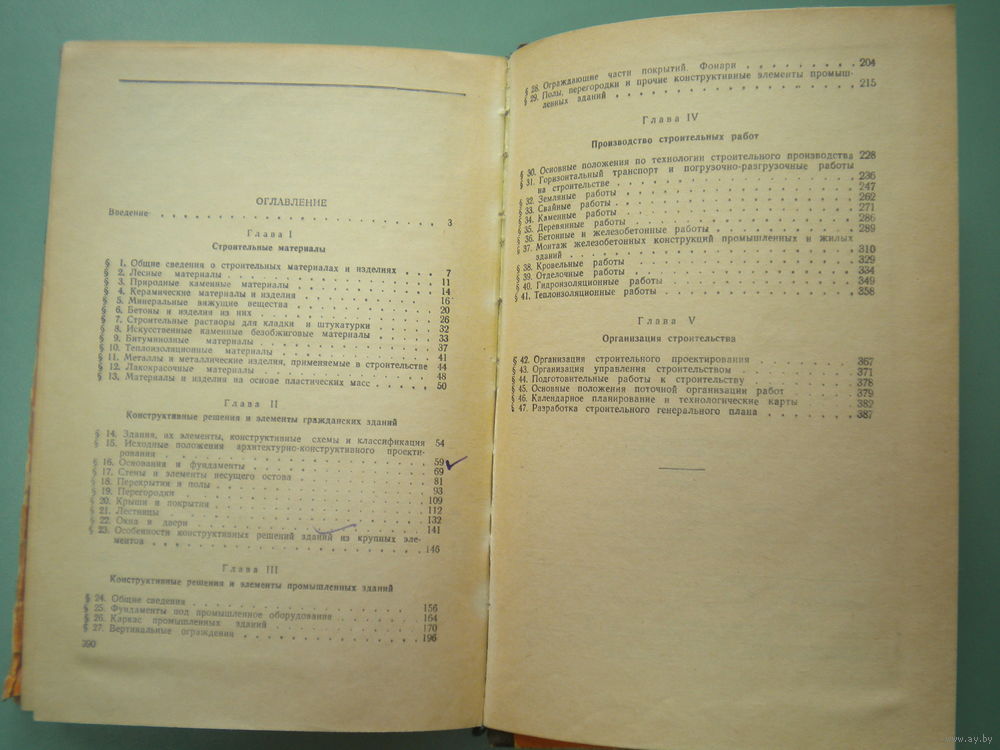 ОГЛАВЛЕНИЕ
Введение 3
Глава I
Строительные материалы
§ 1. Общие сведения о строительных материалах и изделиях 7
§ 2. Лесные материалы 11
§ 3. Природные каменные материалы 14
§ 4. Керамические материалы и изделия 16
§ 5. Минеральные вяжущие вещества 20
§ 6. Бетоны и изделия из них 26
§ 7. Строительные растворы для кладки и штукатурки 32
§ 8. Искусственные каменные безобжиговые материалы 33
§ 9. Битуминозные материалы 37
§ 10. Теплоизоляционные материалы 41
§ 11. Металлы и металлические изделия, применяемые в строительстве 44
§ 12. Лакокрасочные материалы 48
§ 13. Материалы и изделия на основе пластических масс 50
Глава II
Конструктивные решения и элементы гражданских зданий
§ 14. Здания, их элементы, конструктивные схемы и классификация 54
§ 15. Исходные положения архитектурно-конструктивного проекти-
рования 59
§ 16. Основания и фундаменты 69
§ 17. Стены и элементы несущего остова 81
§ 18. Перекрытия и полы 93
§ 19. Перегородки 109
§ 20. Крыши и покрытия 112
§ 21. Лестницы 132
§ 22. Окна и двери 141
§ 23. Особенности конструктивных решений зданий из крупных эле-
ментов 146
Глава III
Конструктивные решения и элементы промышленных зданий
§ 24. Общие сведения 156
§ 25. Фундаменты под промышленное оборудование 164
§ 26. Каркас промышленных зданий 170
§ 27. Вертикальные ограждения 196
390
§ 28. Ограждающие части покрытий. Фонари 204
§ 29. Полы, перегородки и прочие конструктивные элементы промыш-
ленных зданий 215
Глава IV
Производство строительных работ
§ 30. Основные положения по технологии строительного производства 228
§ 31. Горизонтальный транспорт и погрузочно-разгрузочные работы
на строительстве 236
§ 32. Земляные работы 247
§ 33. Свайные работы 262
§ 34. Каменные работы 271
§ 35. Деревянные работы 286
§ 36. Бетонные и железобетонные работы 289
§ 37. Монтаж железобетонных конструкций промышленных и жилых
зданий 310
§ 38. Кровельные работы 329
§ 39. Отделочные работы 334
§ 40. Гидроизоляционные работы 349
§ 41. Теплоизоляционные работы 358
Глава V
Организация строительства
§ 42. Организация строительного проектирования 367
§ 43. Организация управления строительством 371
§ 44. Подготовительные работы к строительству 378
§ 45. Основные положения поточной организации работ 379
§ 46. Календарное планирование и технологические карты 382
§ 47. Разработка строительного генерального плана 387
www.ay.by